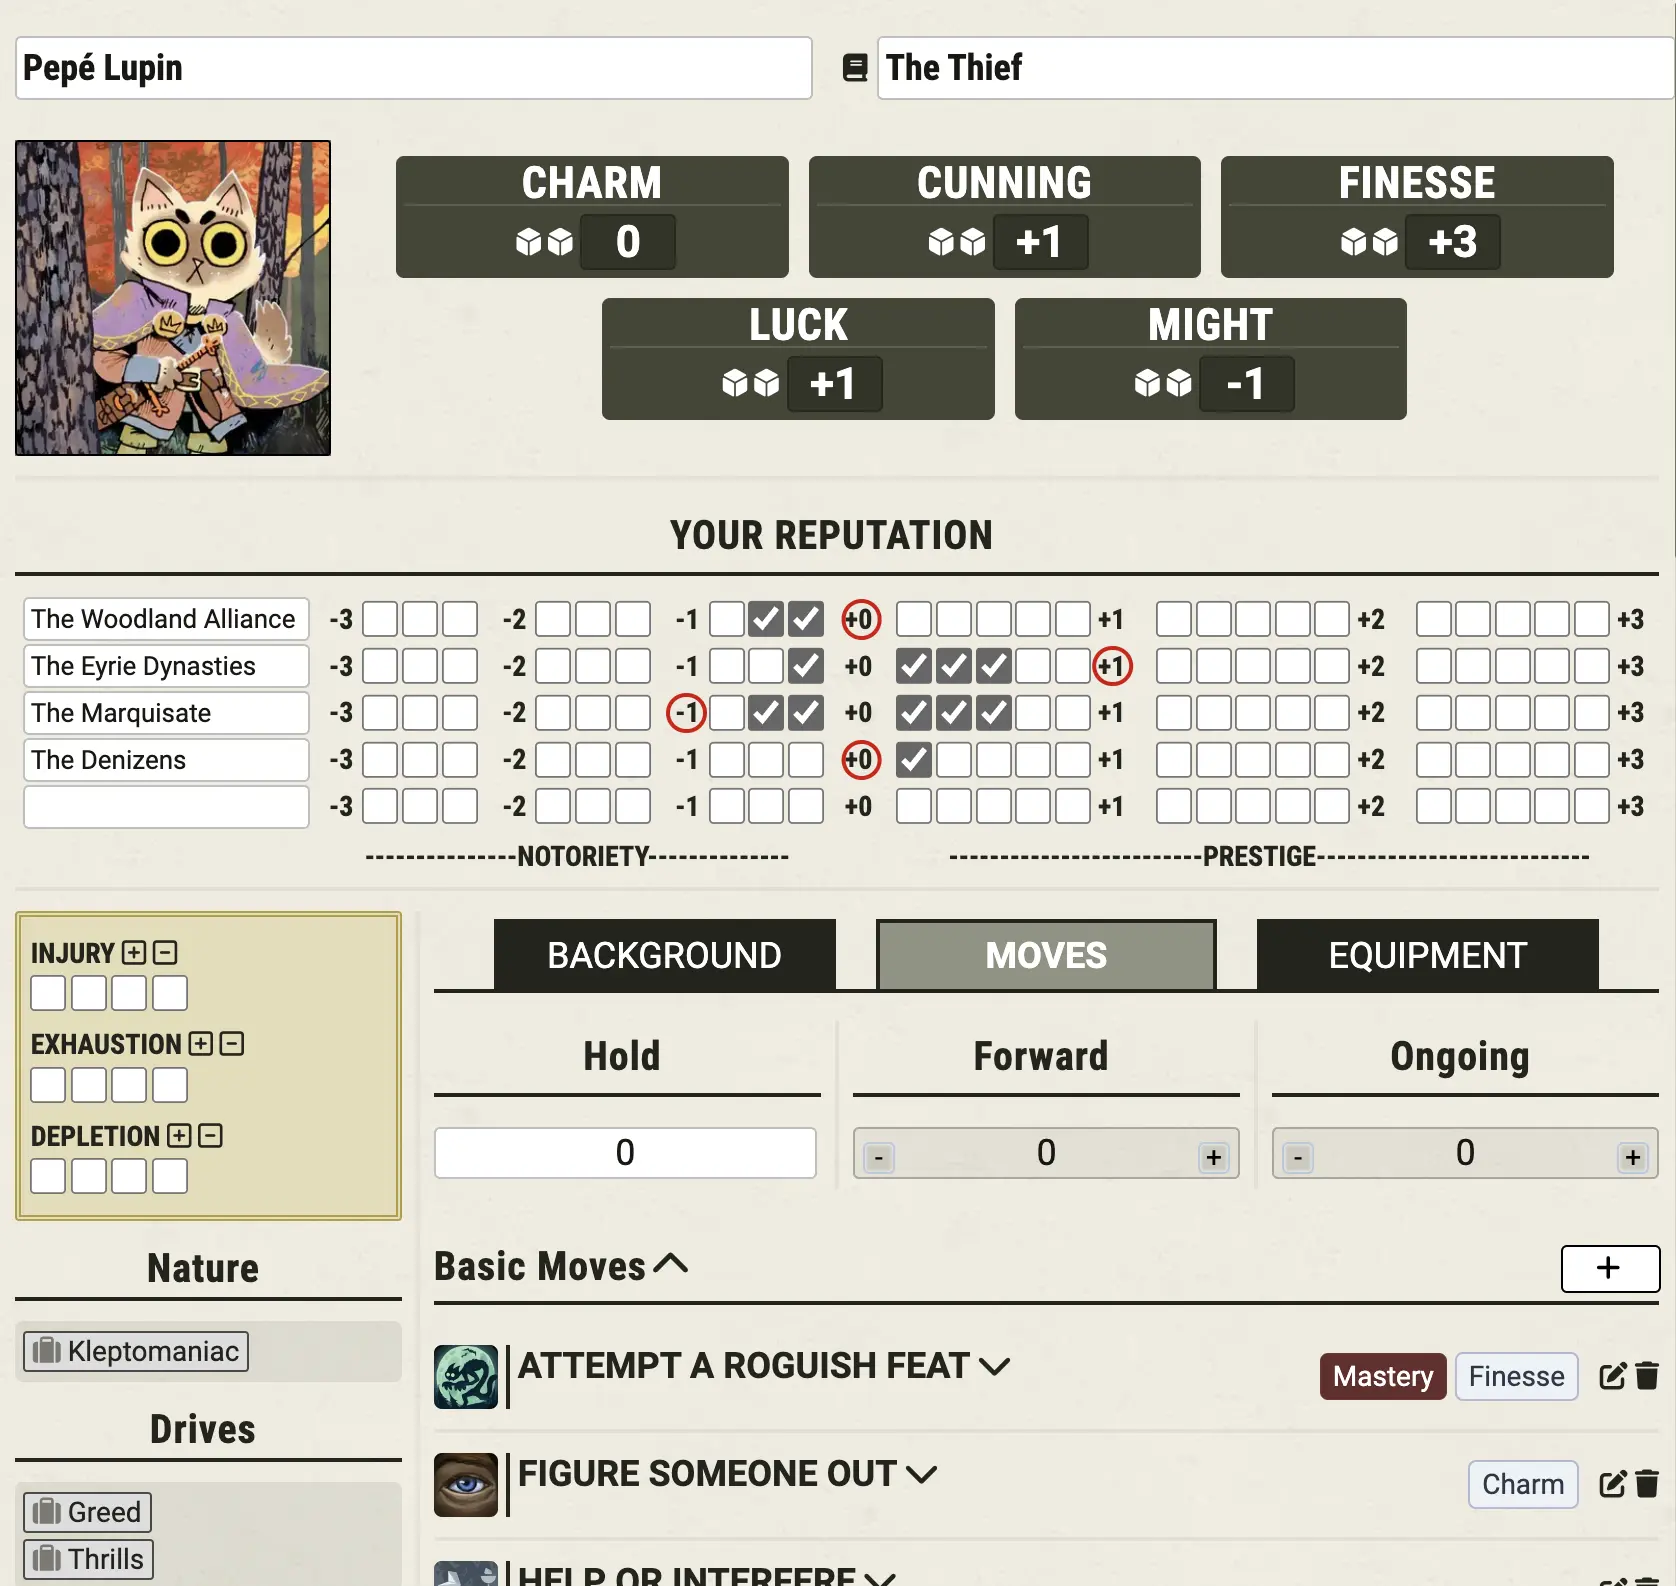 Pepé Lupin
The Thief
CHARM
0
CUNNING
+1
FINESSE
+3
LUCK
+1
MIGHT
-1
YOUR REPUTATION
The Woodland Alliance -3 -2 -1 +0 +1 +2 +3
The Eyrie Dynasties -3 -2 -1 +0 +1 +2 +3
The Marquisate -3 -2 -1 +0 +1 +2 +3
The Denizens -3 -2 -1 +0 +1 +2 +3
-3 -2 -1 +0 +1 +2 +3
---------------NOTORIETY-------------- -------------------------PRESTIGE---------------------------
INJURY + -
EXHAUSTION + -
DEPLETION + -
Nature
Kleptomaniac
Drives
Greed
Thrills
BACKGROUND MOVES EQUIPMENT
Hold Forward Ongoing
0 - 0 + - 0 +
Basic Moves +
ATTEMPT A ROGUISH FEAT Mastery Finesse
FIGURE SOMEONE OUT Charm
HELP OR INTERFERE